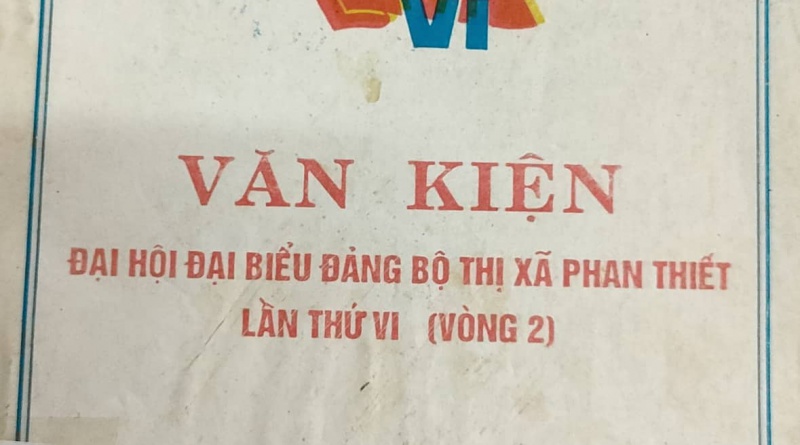 VI
VĂN KIỆN
ĐẠI HỘI ĐẠI BIỂU ĐẢNG BỘ THỊ XÃ PHAN THIẾT
LẦN THỨ VI (VÒNG 2)